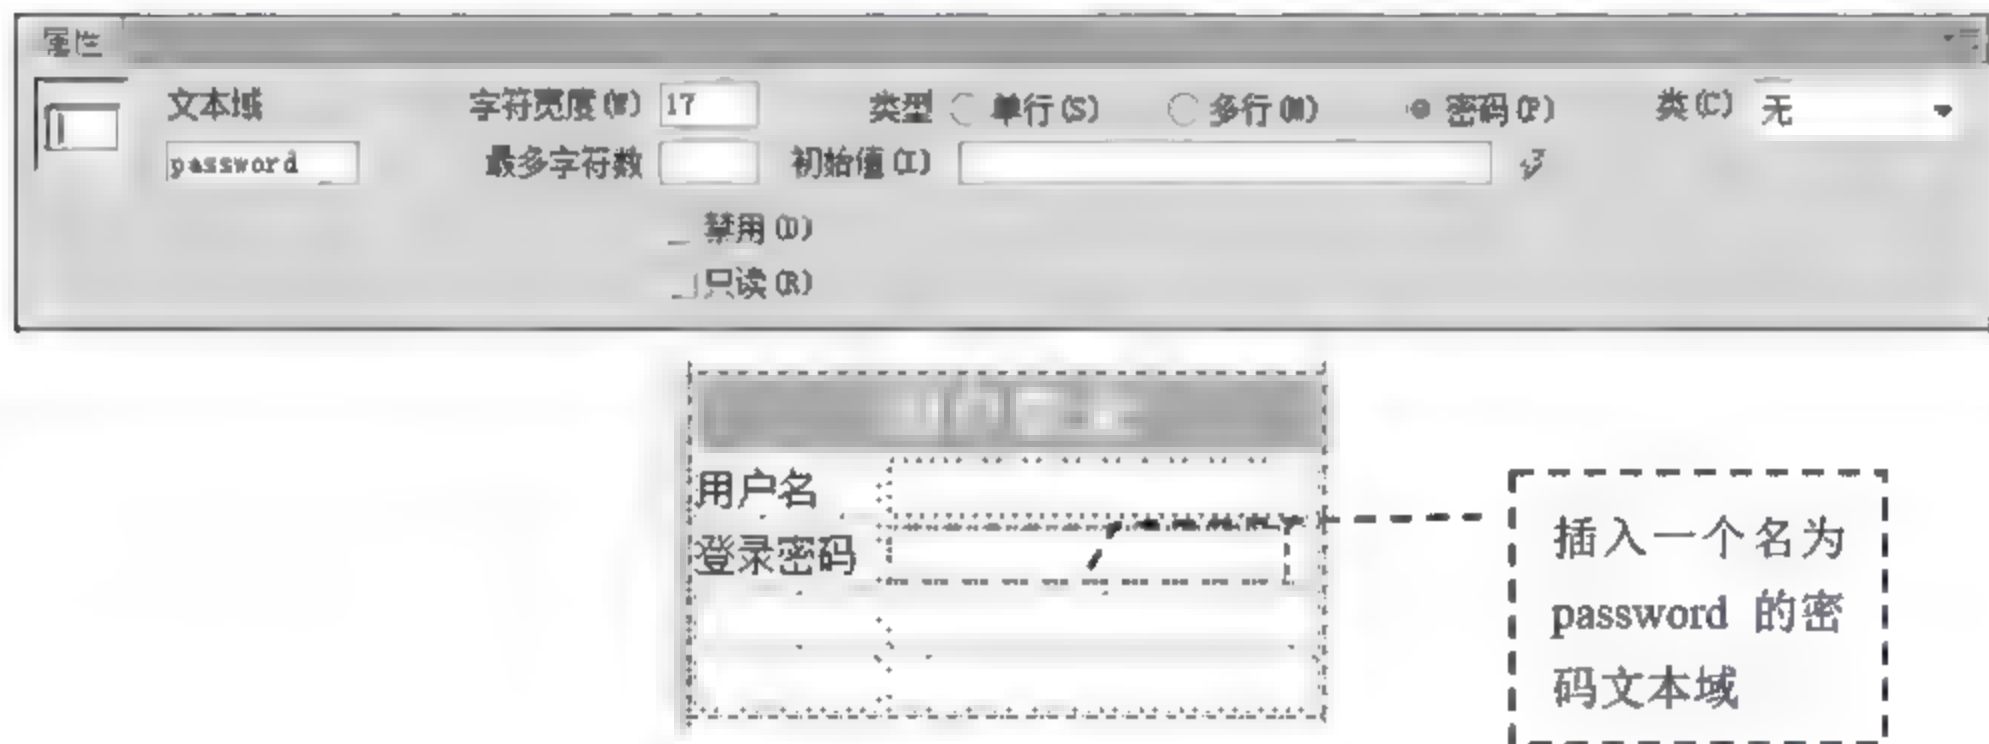 属性
文本域 字符宽度(W) 17 类型 单行(S) 多行(M) 密码(P) 类(C) 无
password 最多字符数 初始值(I)
禁用(D)
只读(R)
用户名
登录密码
插入一个名为
password 的密
码文本域